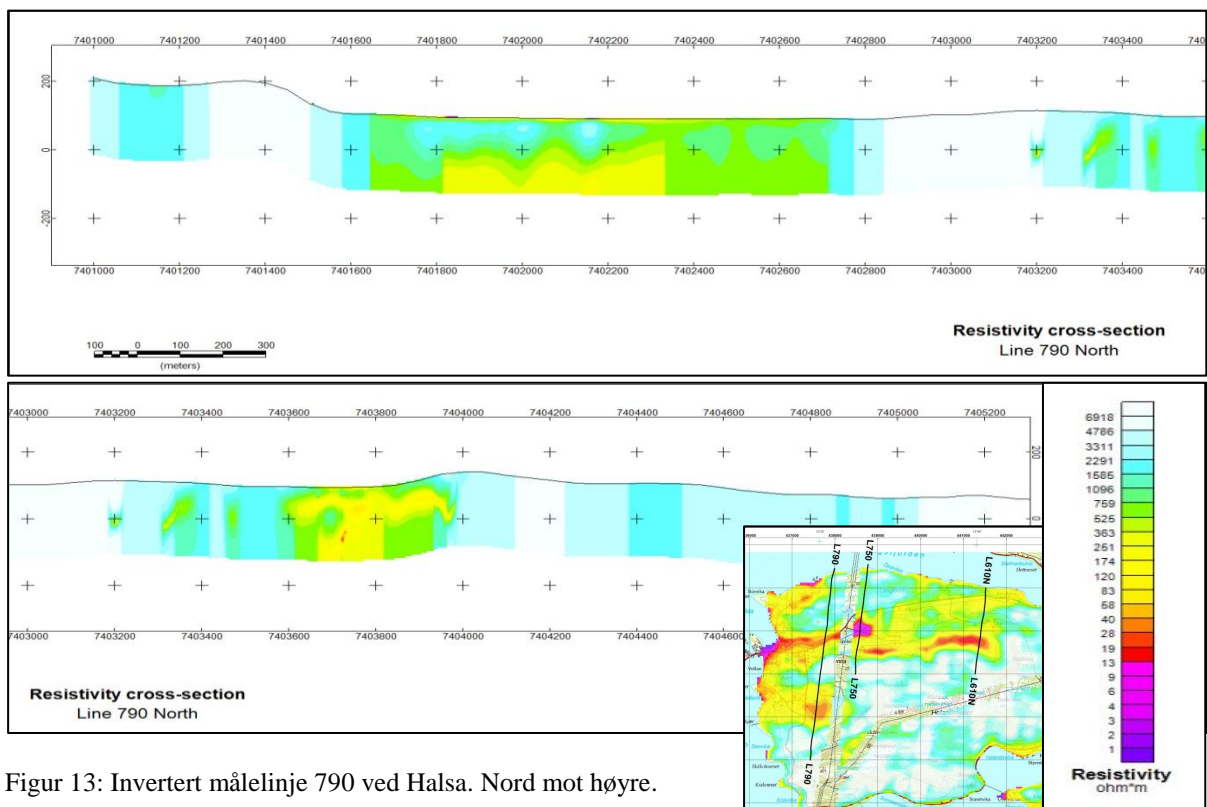 7401000 7401200 7401400 7401600 7401800 7402000 7402200 7402400 7402600 7402800 7403000 7403200 7403400
200
0
-200
7401000 7401200 7401400 7401600 7401800 7402000 7402200 7402400 7402600 7402800 7403000 7403200 7403400
100 0 100 200 300
(meters)
Resistivity cross-section
Line 790 North
7403000 7403200 7403400 7403600 7403800 7404000 7404200 7404400 7404600 7404800 7405000 7405200
200
0
7403000 7403200 7403400 7403600 7403800 7404000 7404200 7404400 7404600
Resistivity cross-section
Line 790 North
6918
4786
3311
2291
1585
1096
759
525
363
251
174
120
83
58
40
28
19
13
9
6
4
3
2
1
Resistivity
ohm*m
L790
L750
L610N
L750
L610N
L790
Figur 13: Invertert målelinje 790 ved Halsa. Nord mot høyre.